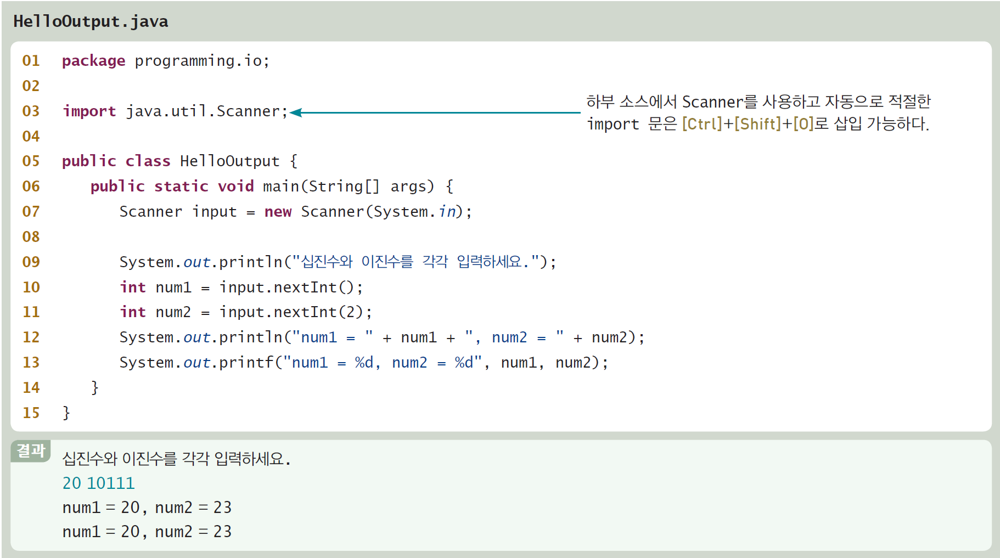 HelloOutput.java
01 package programming.io;
02
03 import java.util.Scanner;
하부 소스에서 Scanner를 사용하고 자동으로 적절한
import 문은 [Ctrl]+[Shift]+[O]로 삽입 가능하다.
04
05 public class HelloOutput {
06 public static void main(String[] args) {
07 Scanner input = new Scanner(System.in);
08
09 System.out.println("십진수와 이진수를 각각 입력하세요.");
10 int num1 = input.nextInt();
11 int num2 = input.nextInt(2);
12 System.out.println("num1 = " + num1 + ", num2 = " + num2);
13 System.out.printf("num1 = %d, num2 = %d", num1, num2);
14 }
15 }
결과
십진수와 이진수를 각각 입력하세요.
20 10111
num1 = 20, num2 = 23
num1 = 20, num2 = 23